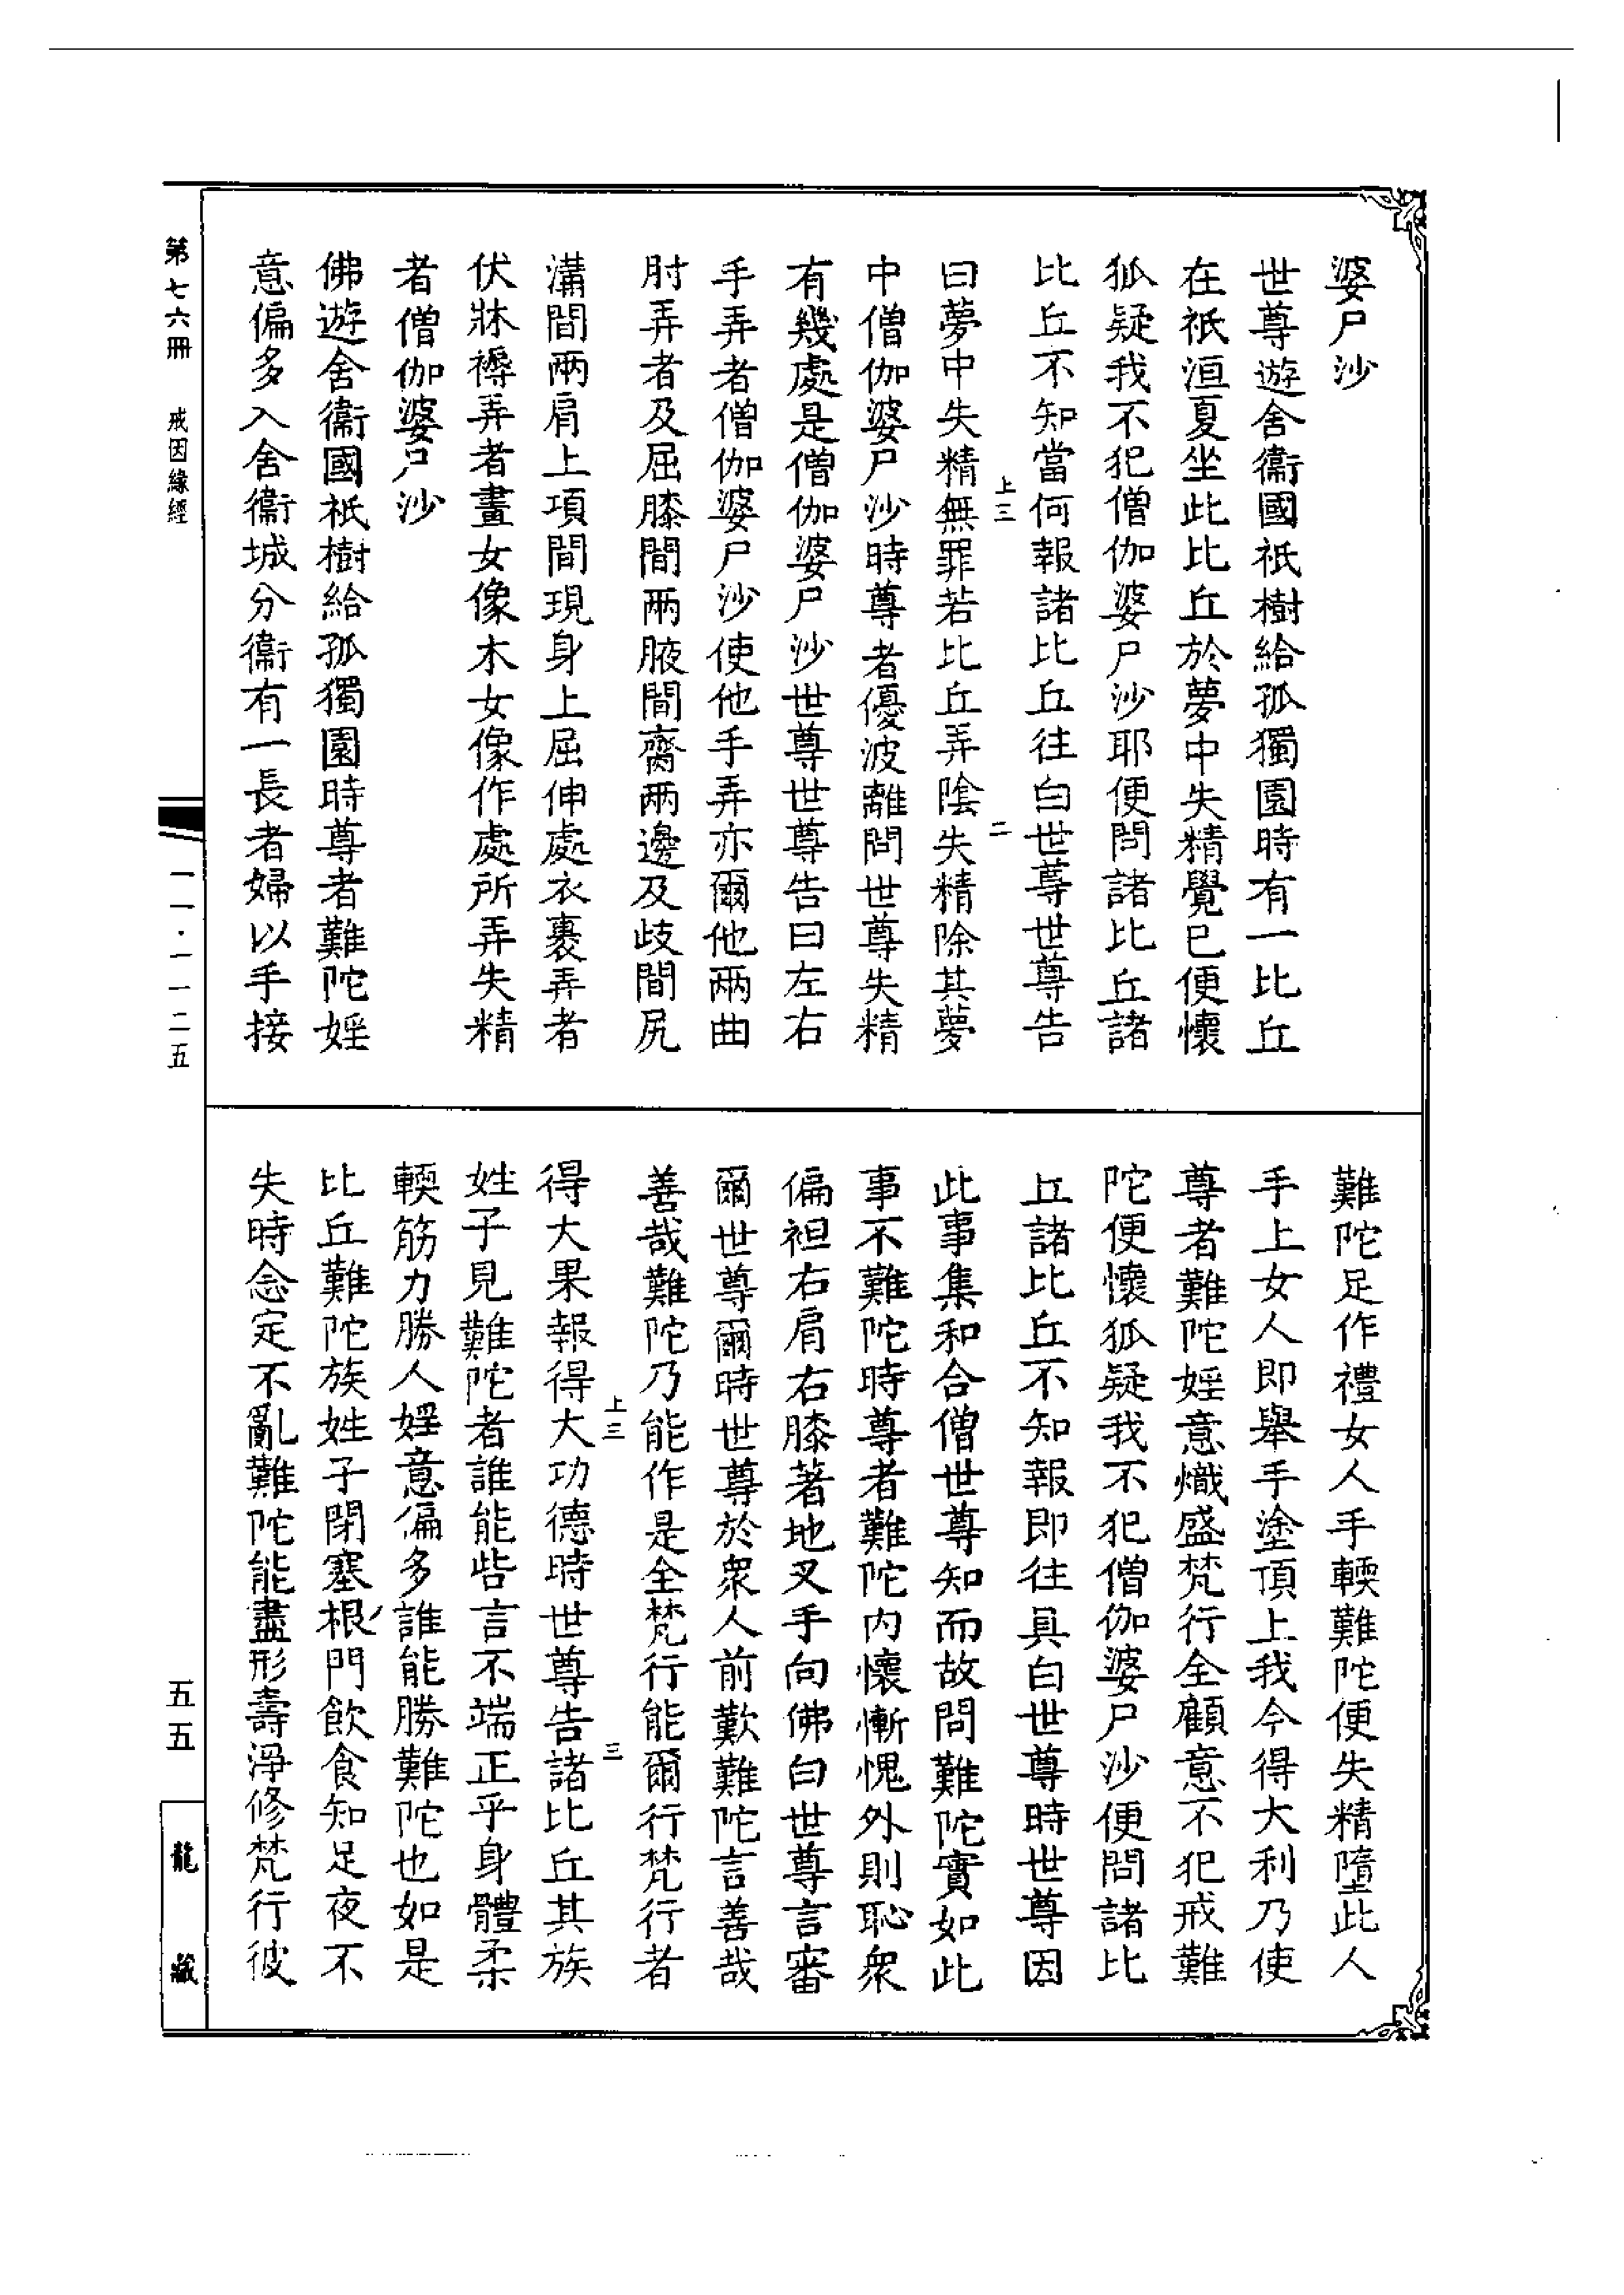 婆尸沙
世尊遊舍衞國祇樹給孤獨園時有一比丘
在祇洹夏坐此比丘於夢中失精覺已便懷
狐疑我不犯僧伽婆尸沙耶便問諸比丘諸
比丘不知當何報諸比丘往白世尊世尊告
上三
二
曰夢中失精無罪若比丘弄陰失精除其夢
中僧伽婆尸沙時尊者優波離問世尊失精
有幾處是僧伽婆尸沙世尊世尊告曰左右
手弄者僧伽婆尸沙使他手弄亦爾他兩曲
肘弄者及屈膝間兩腋間齎兩邊及歧間尻
溝間兩肩上項間現身上屈伸處衣裹弄者
伏牀褥弄者畫女像木女像作處所弄失精
者僧伽婆尸沙
佛遊舍衞國祇樹給孤獨園時尊者難陀婬
意偏多入舍衞城分衞有一長者婦以手接
難陀足作禮女人手輭難陀便失精墮此人
手上女人即舉手塗頂上我今得大利乃使
尊者難陀婬意熾盛梵行全顧意不犯戒難
陀便懷狐疑我不犯僧伽婆尸沙便問諸比
丘諸比丘不知報即往具白世尊時世尊因
此事集和合僧世尊知而故問難陀實如此
事不難陀時尊者難陀内懷慚愧外則恥衆
偏袒右肩右膝著地叉手向佛白世尊言審
爾世尊爾時世尊於衆人前歎難陀言善哉
善哉難陀乃能作是全梵行能爾行梵行者
上三
三
得大果報得大功德時世尊告諸比丘其族
姓子見難陀者誰能呰言不端正乎身體柔
輭筋力勝人婬意偏多誰能勝難陀也如是
比丘難陀族姓子閉塞根門飲食知足夜不
失時念定不亂難陀能盡形壽淨修梵行彼
第七六冊 戒因緣經
一一·一一二五
五五
龍藏